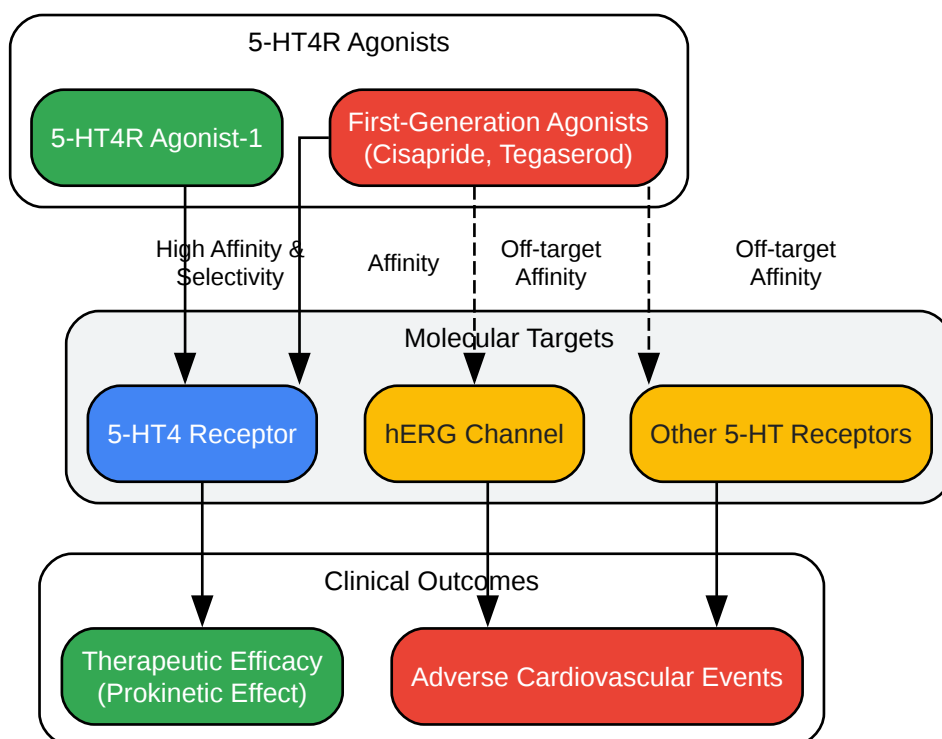 5-HT4R Agonists
5-HT4R Agonist-1
First-Generation Agonists
(Cisapride, Tegaserod)
High Affinity &
Selectivity
Affinity
Off-target
Affinity
Off-target
Affinity
Molecular Targets
5-HT4 Receptor
hERG Channel
Other 5-HT Receptors
Clinical Outcomes
Therapeutic Efficacy
(Prokinetic Effect)
Adverse Cardiovascular Events